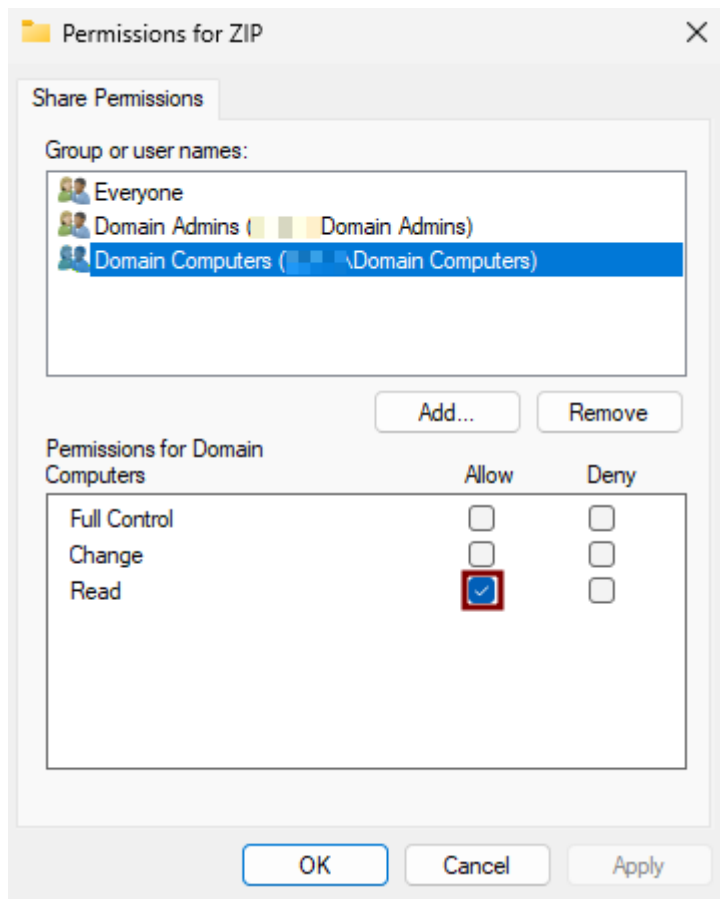 Permissions for ZIP
Share Permissions
Group or user names:
Everyone
Domain Admins ( Domain Admins)
Domain Computers ( \Domain Computers)
Add...
Remove
Permissions for Domain
Computers
Allow
Deny
Full Control
Change
Read
OK
Cancel
Apply